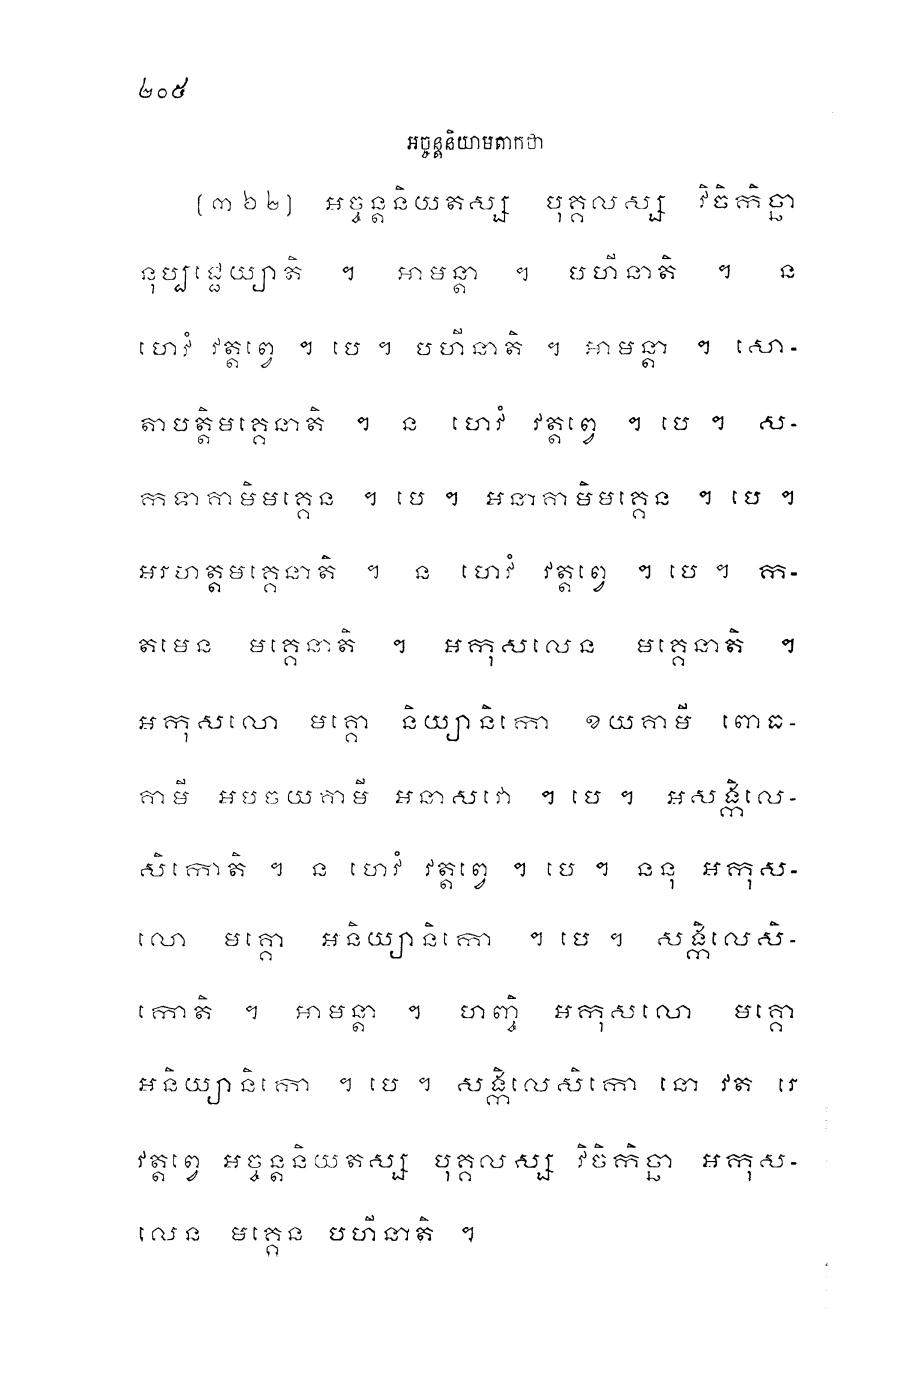 ២០៥
អច្ចន្តនិយាមតាកថា
(៣៦២) អច្ចន្តនិយតស្ស បុគ្គលស្ស វិចិកិច្ឆា
នុប្បជ្ជេយ្យាតិ ។ អាមន្តា ។ បហីនាតិ ។ ន
ហេវំ វត្តព្វេ ។ បេ ។ បហីនាតិ ។ អាមន្តា ។ សោ-
តាបត្តិមគ្គេនាតិ ។ ន ហេវំ វត្តព្វេ ។ បេ ។ ស-
កទាគាមិមគ្គេន ។ បេ ។ អនាគាមិមគ្គេន ។ បេ ។
អរហត្តមគ្គេនាតិ ។ ន ហេវំ វត្តព្វេ ។ បេ ។ ក-
តមេន មគ្គេនាតិ ។ អកុសលេន មគ្គេនាតិ ។
អកុសលោ មគ្គោ និយ្យានិកោ ខយគាមី ពោធ-
គាមី អបចយគាមី អនាសវោ ។ បេ ។ អសង្កិលេ-
សិកោតិ ។ ន ហេវំ វត្តព្វេ ។ បេ ។ ននុ អកុស-
លោ មគ្គោ អនិយ្យានិកោ ។ បេ ។ សង្កិលេសិ-
កោតិ ។ អាមន្តា ។ ហញ្ចិ អកុសលោ មគ្គោ
អនិយ្យានិកោ ។ បេ ។ សង្កិលេសិកោ នោ វត រេ
វត្តព្វេ អច្ចន្តនិយតស្ស បុគ្គលស្ស វិចិកិច្ឆា អកុស-
លេន មគ្គេន បហីនាតិ ។